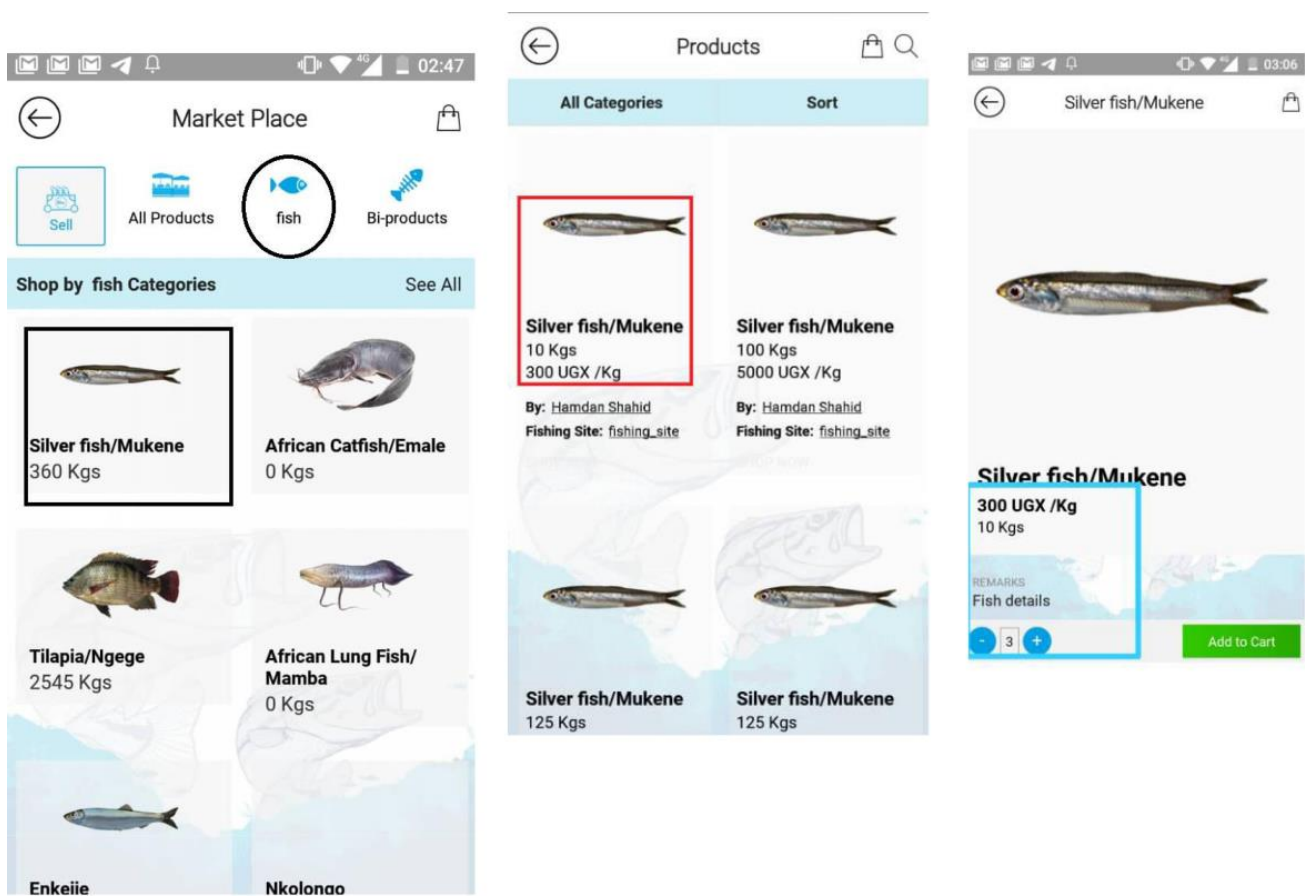 4G 02:47
Market Place
Sell
All Products
fish
Bi-products
Shop by fish Categories
See All
Silver fish/Mukene
360 Kgs
African Catfish/Emale
0 Kgs
Tilapia/Ngege
2545 Kgs
African Lung Fish/
Mamba
0 Kgs
Enkejje
Nkolongo
Products
All Categories
Sort
Silver fish/Mukene
10 Kgs
300 UGX /Kg
By: Hamdan Shahid
Fishing Site: fishing_site
Silver fish/Mukene
100 Kgs
5000 UGX /Kg
By: Hamdan Shahid
Fishing Site: fishing_site
SHOP NOW
Silver fish/Mukene
125 Kgs
Silver fish/Mukene
125 Kgs
4G 03:06
Silver fish/Mukene
Silver fish/Mukene
300 UGX /Kg
10 Kgs
REMARKS
Fish details
- 3 +
Add to Cart